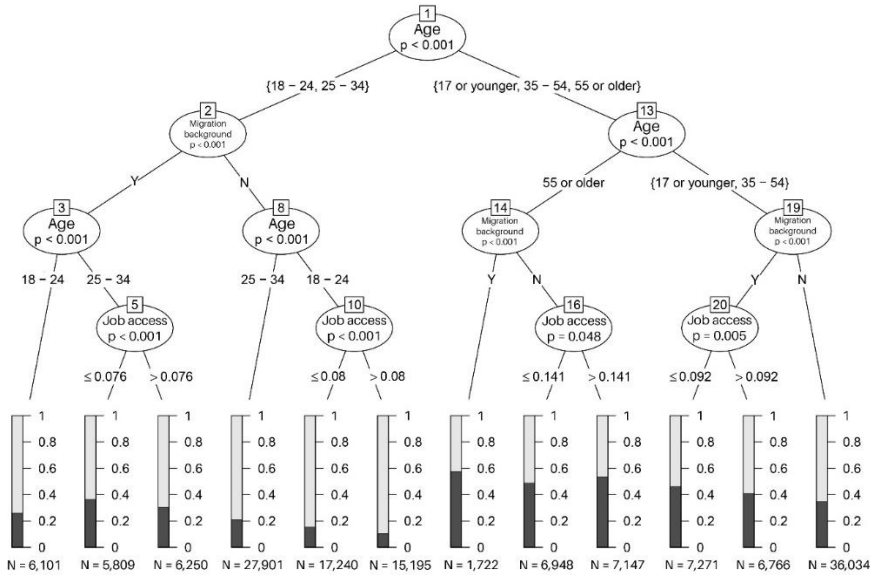 1
Age
p < 0.001
{18 − 24, 25 − 34}
{17 or younger, 35 − 54, 55 or older}
2
Migration
background
p < 0.001
13
Age
p < 0.001
Y
N
55 or older
{17 or younger, 35 − 54}
3
Age
p < 0.001
8
Age
p < 0.001
14
Migration
background
p < 0.001
19
Migration
background
p < 0.001
18 − 24
25 − 34
25 − 34
18 − 24
Y
N
Y
N
5
Job access
p < 0.001
10
Job access
p < 0.001
16
Job access
p = 0.048
20
Job access
p = 0.005
≤ 0.076
> 0.076
≤ 0.08
> 0.08
≤ 0.141
> 0.141
≤ 0.092
> 0.092
1 1 1 1 1 1 1 1 1 1 1 1
0.8 0.8 0.8 0.8 0.8 0.8 0.8 0.8 0.8 0.8 0.8 0.8
0.6 0.6 0.6 0.6 0.6 0.6 0.6 0.6 0.6 0.6 0.6 0.6
0.4 0.4 0.4 0.4 0.4 0.4 0.4 0.4 0.4 0.4 0.4 0.4
0.2 0.2 0.2 0.2 0.2 0.2 0.2 0.2 0.2 0.2 0.2 0.2
0 0 0 0 0 0 0 0 0 0 0 0
N = 6,101 N = 5,809 N = 6,250 N = 27,901 N = 17,240 N = 15,195 N = 1,722 N = 6,948 N = 7,147 N = 7,271 N = 6,766 N = 36,034